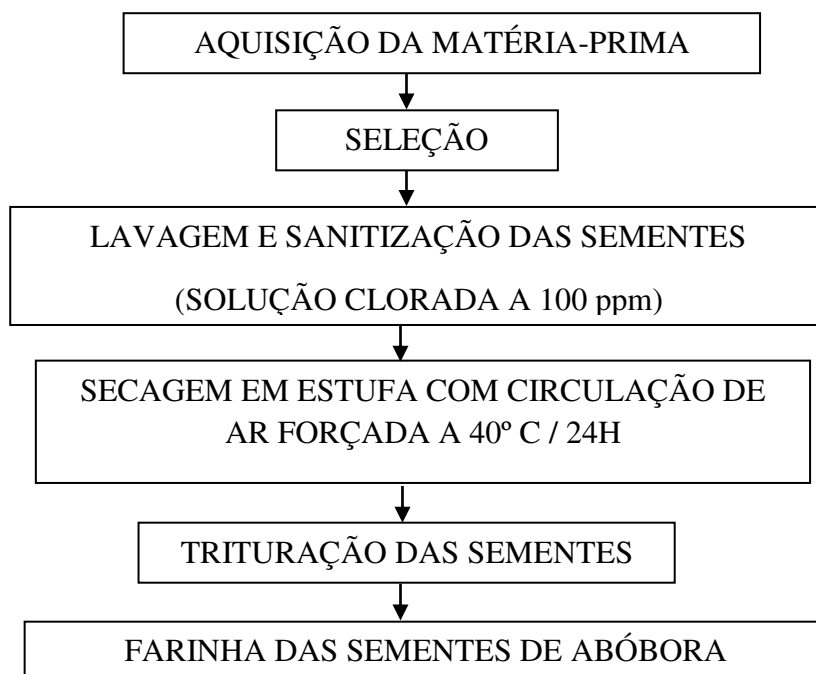 AQUISIÇÃO DA MATÉRIA-PRIMA
SELEÇÃO
LAVAGEM E SANITIZAÇÃO DAS SEMENTES
(SOLUÇÃO CLORADA A 100 ppm)
SECAGEM EM ESTUFA COM CIRCULAÇÃO DE
AR FORÇADA A 40º C / 24H
TRITURAÇÃO DAS SEMENTES
FARINHA DAS SEMENTES DE ABÓBORA